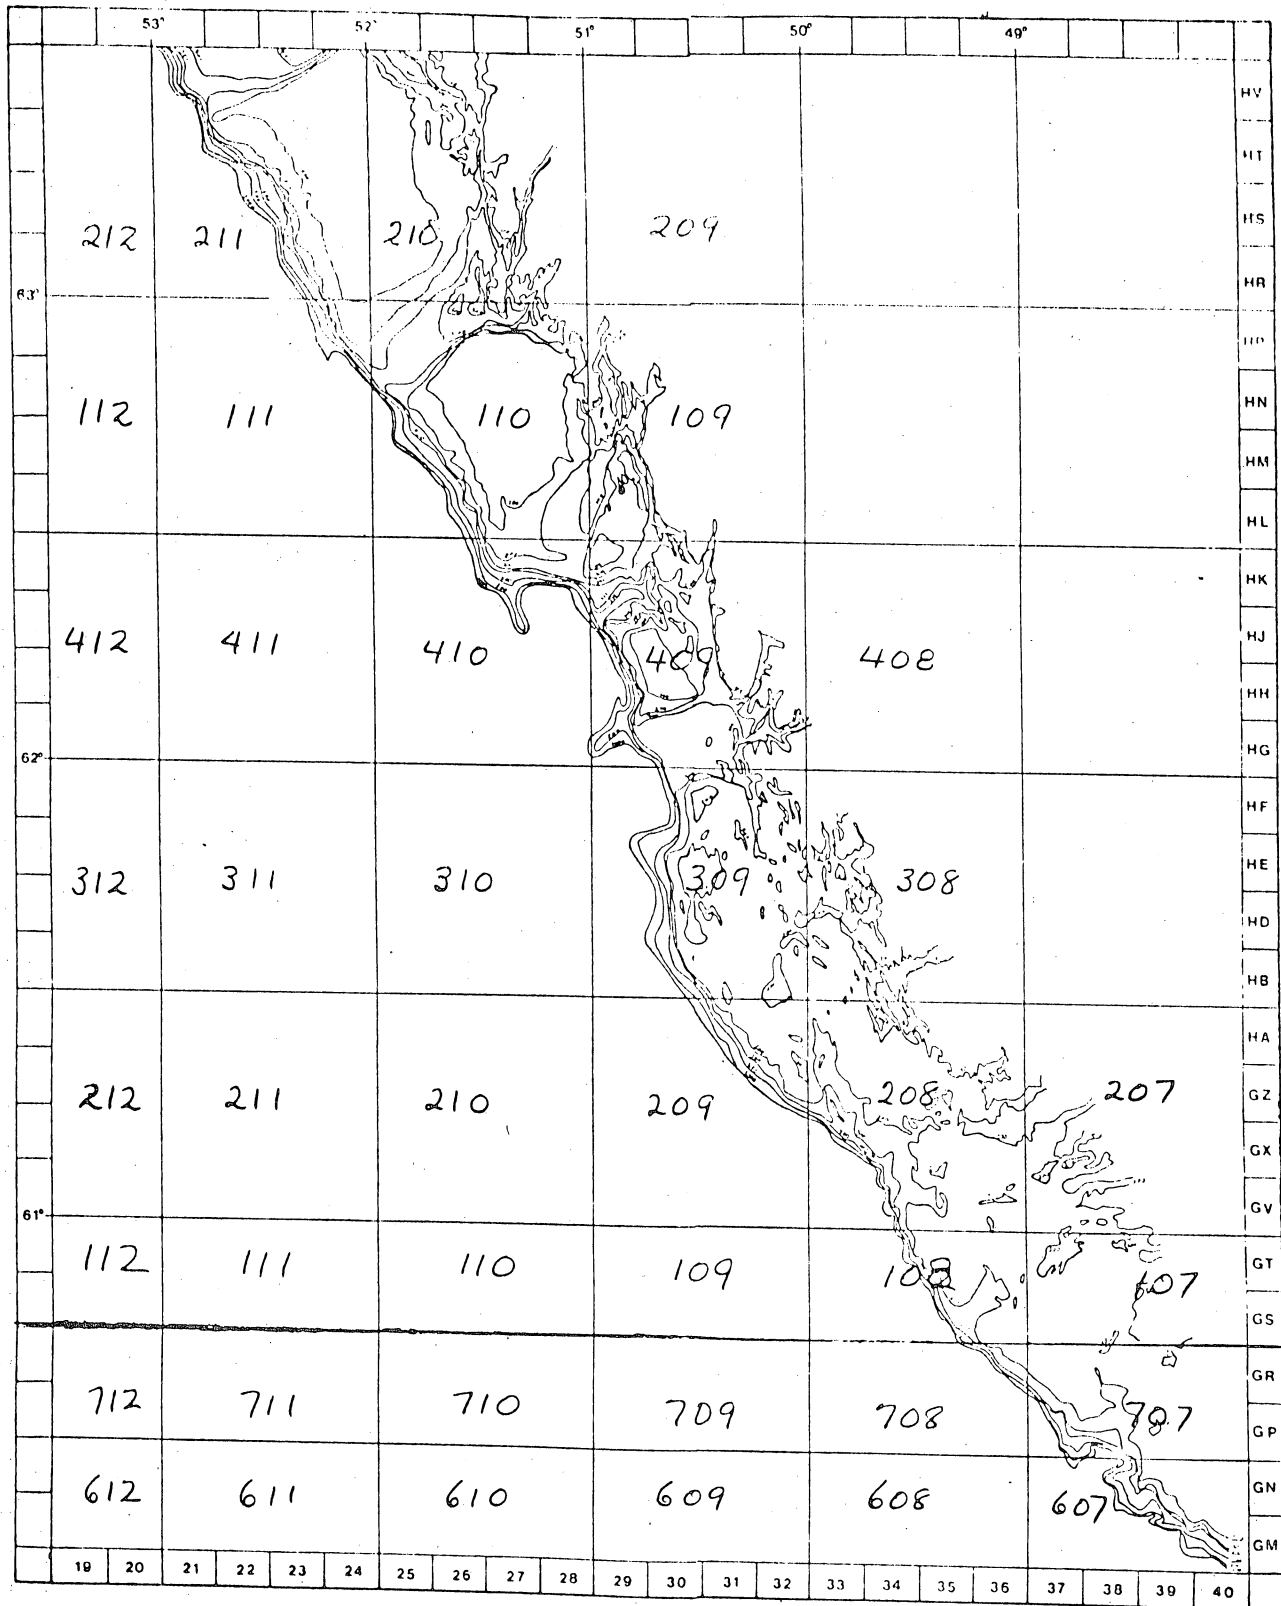 53° 52° 51° 50° 49°
HV
HT
HS
212 211 210 209
HR
63°
HP
112 111 110 109
HN
HM
HL
HK
412 411 410 409 408
HJ
HH
HG
62°
HF
312 311 310 309 308
HE
HD
HB
HA
212 211 210 209 208 207
GZ
GX
GV
61°
112 111 110 109 108 107
GT
GS
GR
712 711 710 709 708 707
GP
612 611 610 609 608 607
GN
GM
19 20 21 22 23 24 25 26 27 28 29 30 31 32 33 34 35 36 37 38 39 40